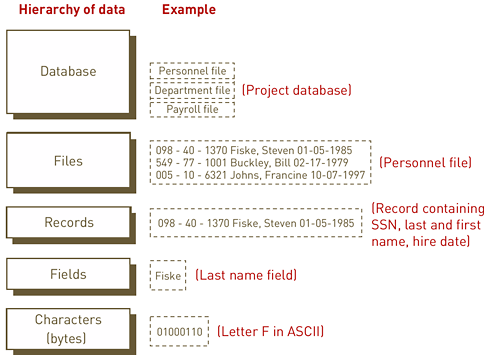 Hierarchy of data
Example
Database
Personnel file
Department file
Payroll file
(Project database)
Files
098 - 40 - 1370 Fiske, Steven 01-05-1985
549 - 77 - 1001 Buckley, Bill 02-17-1979
005 - 10 - 6321 Johns, Francine 10-07-1997
(Personnel file)
Records
098 - 40 - 1370 Fiske, Steven 01-05-1985
(Record containing
SSN, last and first
name, hire date)
Fields
Fiske
(Last name field)
Characters
(bytes)
01000110
(Letter F in ASCII)